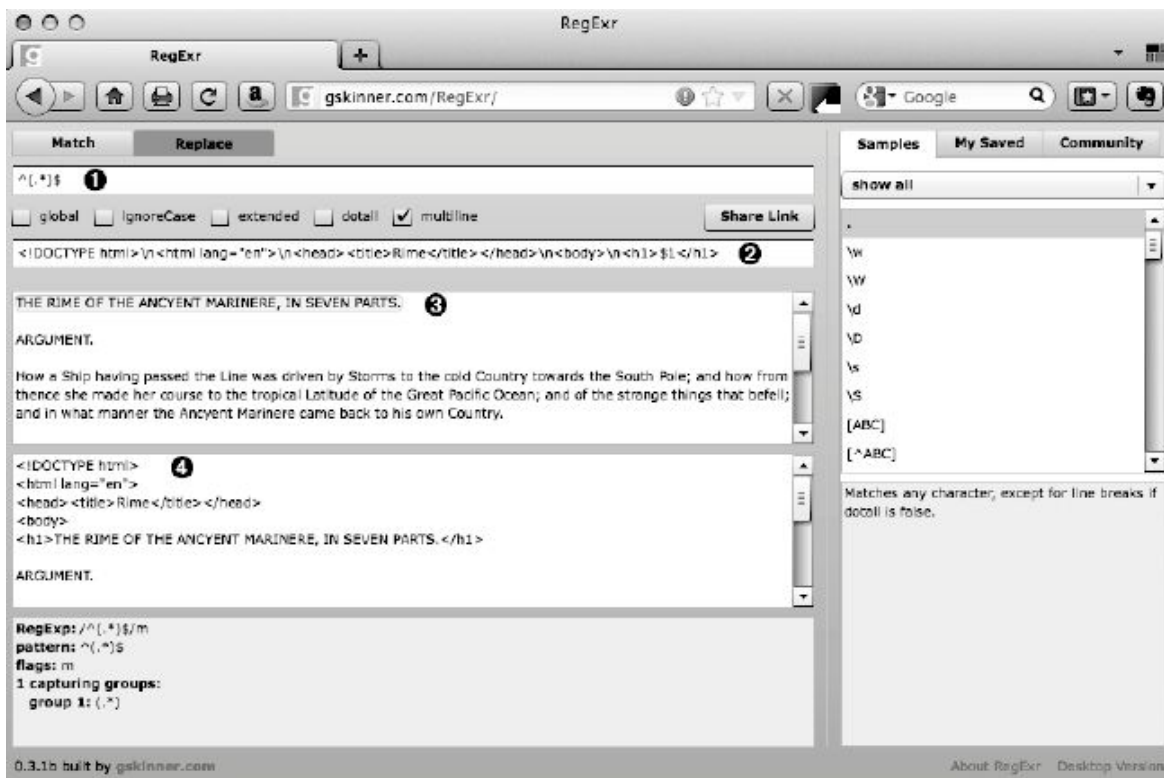 RegExr
RegExr
gskinner.com/RegExr/
Google
Match Replace
^(.*)$ 1
global IgnoreCase extended dotall multiline Share Link
<!DOCTYPE html>\n<html lang="en">\n<head><title>Rime</title></head>\n<body>\n<h1>$1</h1> 2
THE RIME OF THE ANCYENT MARINERE, IN SEVEN PARTS. 3
ARGUMENT.
How a Ship having passed the Line was driven by Storms to the cold Country towards the South Pole; and how from
thence she made her course to the tropical Latitude of the Great Pacific Ocean; and of the strange things that befell;
and in what manner the Ancyent Marinere came back to his own Country.
<!DOCTYPE html> 4
<html lang="en">
<head><title>Rime</title></head>
<body>
<h1>THE RIME OF THE ANCYENT MARINERE, IN SEVEN PARTS.</h1>
ARGUMENT.
RegExp: /^(.*)$/m
pattern: ^(.*)$
flags: m
1 capturing groups:
group 1: (.*)
Samples My Saved Community
show all
.
\w
\W
\d
\D
\s
\S
[ABC]
[^ABC]
Matches any character, except for line breaks if
dotall is false.
0.3.1b built by gskinner.com
About RegExr Desktop Version